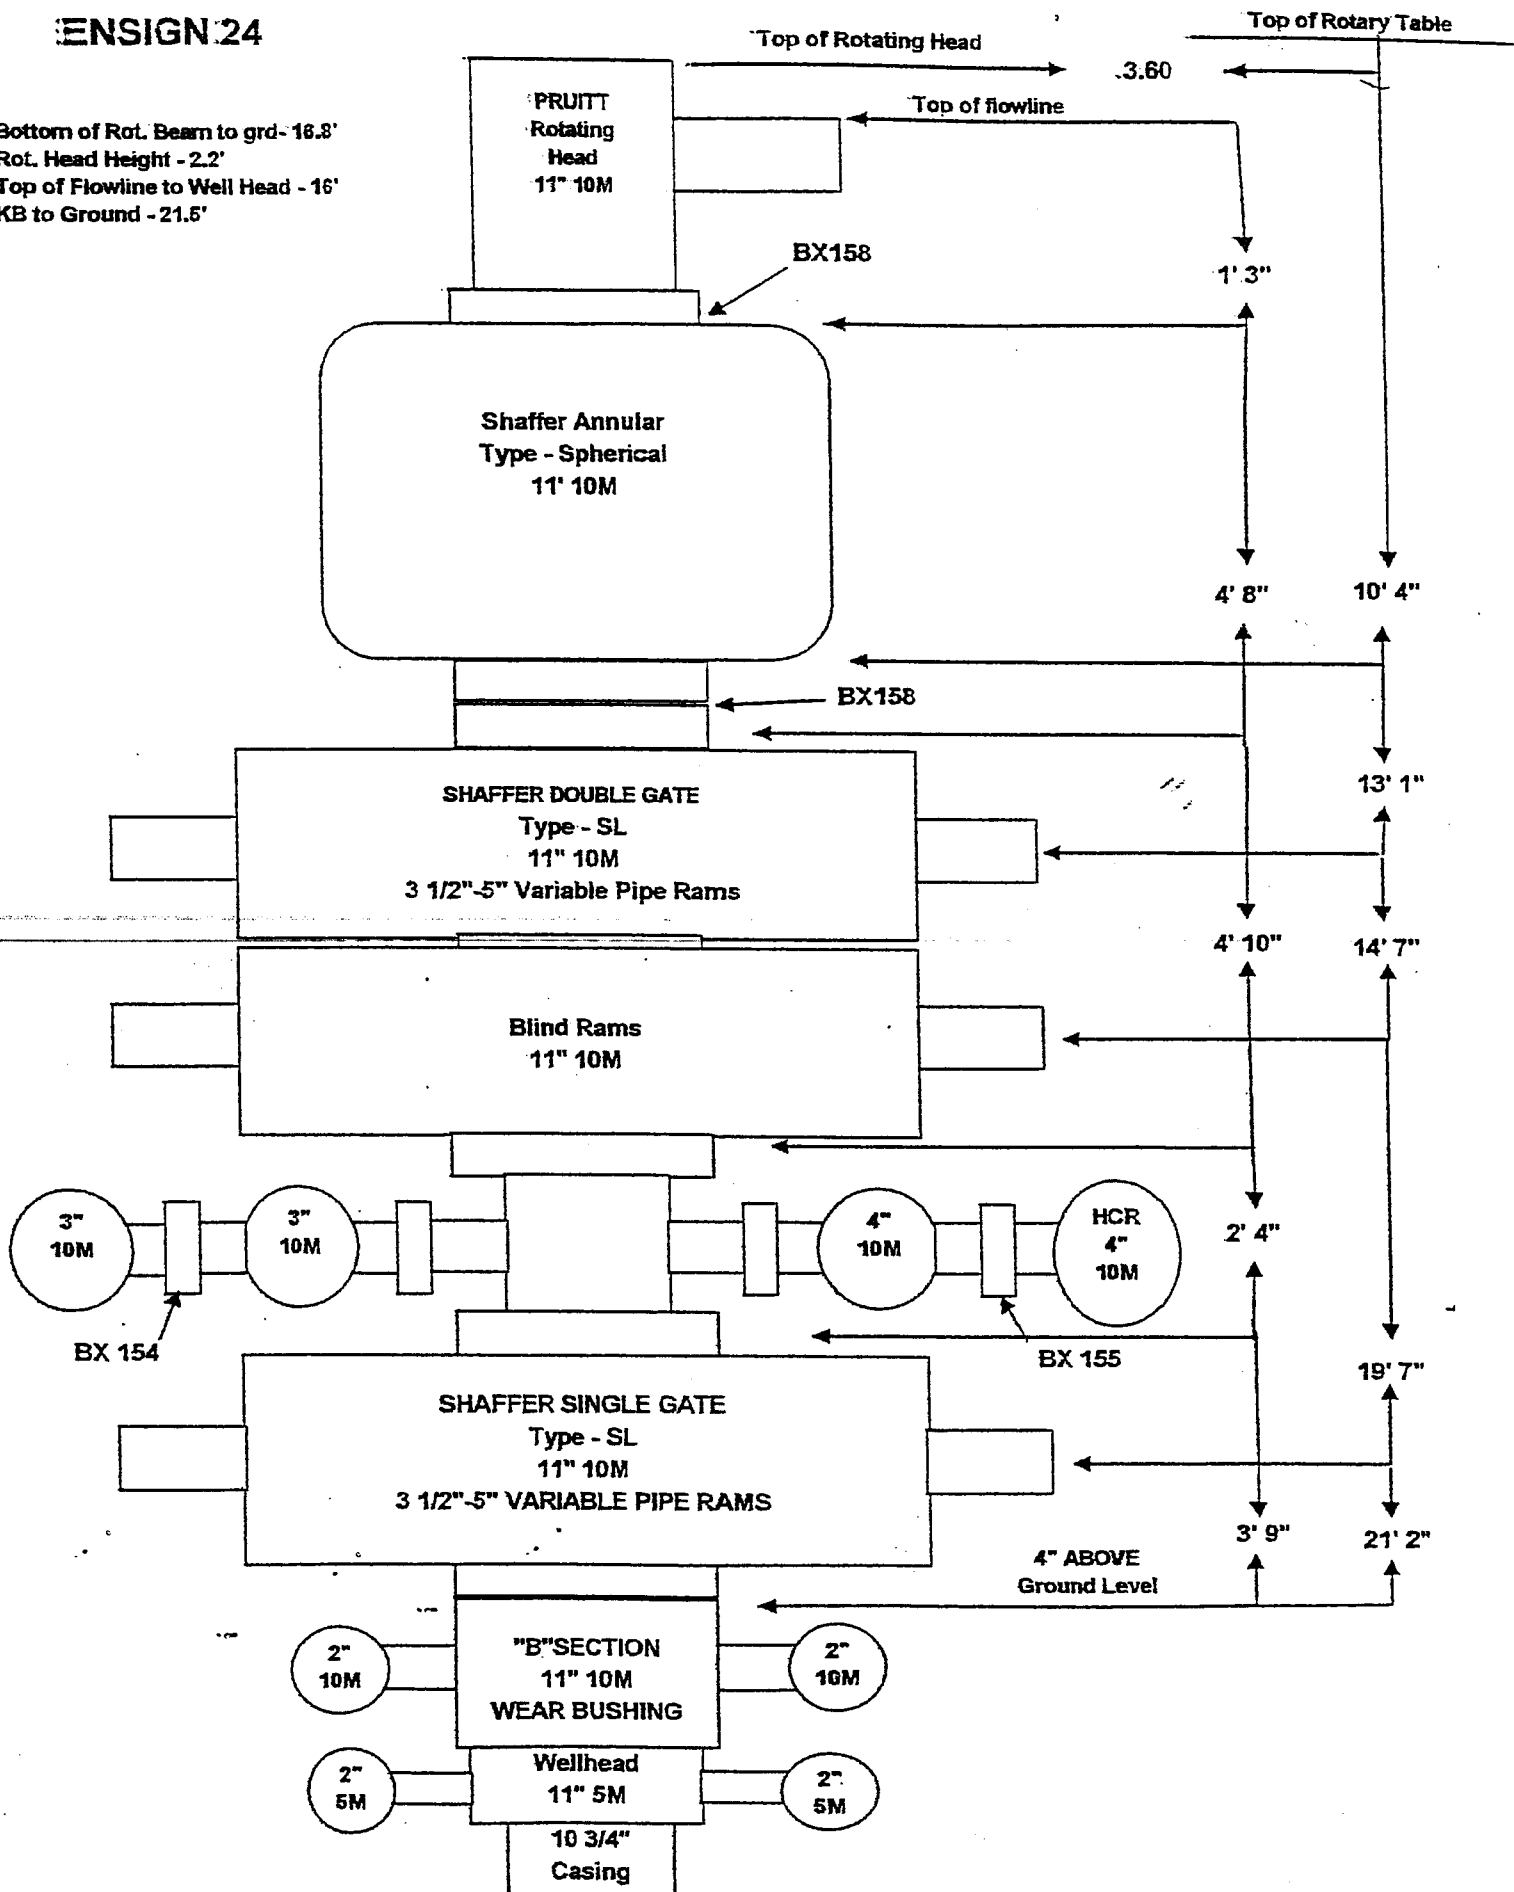 ENSIGN 24
Top of Rotary Table
Top of Rotating Head
3.60
Top of flowline
Bottom of Rot. Beam to grd- 16.8'
Rot. Head Height - 2.2'
Top of Flowline to Well Head - 16'
KB to Ground - 21.5'
PRUITT
Rotating
Head
11" 10M
BX158
1' 3"
Shaffer Annular
Type - Spherical
11' 10M
4' 8"
10' 4"
BX158
13' 1"
SHAFFER DOUBLE GATE
Type - SL
11" 10M
3 1/2"-5" Variable Pipe Rams
4' 10"
14' 7"
Blind Rams
11" 10M
3"
10M
3"
10M
4"
10M
HCR
4"
10M
2' 4"
BX 154
BX 155
19' 7"
SHAFFER SINGLE GATE
Type - SL
11" 10M
3 1/2"-5" VARIABLE PIPE RAMS
3' 9"
21' 2"
4" ABOVE
Ground Level
2"
10M
"B"SECTION
11" 10M
WEAR BUSHING
2"
10M
2"
5M
Wellhead
11" 5M
2"
5M
10 3/4"
Casing